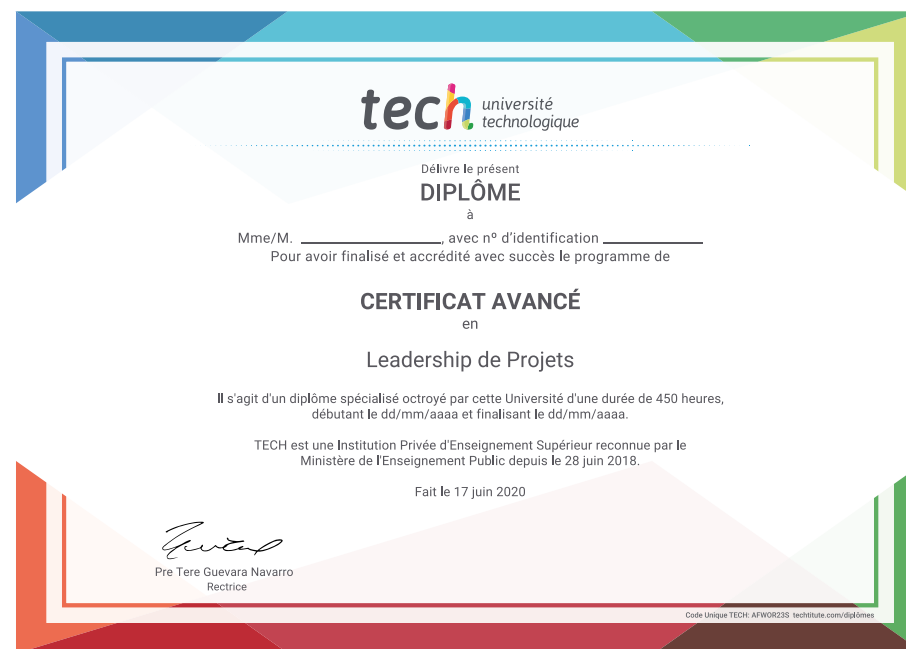 tech université
technologique
Délivre le présent
DIPLÔME
à
Mme/M. ____________________, avec nº d'identification ______________
Pour avoir finalisé et accrédité avec succès le programme de
CERTIFICAT AVANCÉ
en
Leadership de Projets
Il s'agit d'un diplôme spécialisé octroyé par cette Université d'une durée de 450 heures,
débutant le dd/mm/aaaa et finalisant le dd/mm/aaaa.
TECH est une Institution Privée d'Enseignement Supérieur reconnue par le
Ministère de l'Enseignement Public depuis le 28 juin 2018.
Fait le 17 juin 2020
Pre Tere Guevara Navarro
Rectrice
Code Unique TECH: AFWOR23S techtitute.com/diplômes